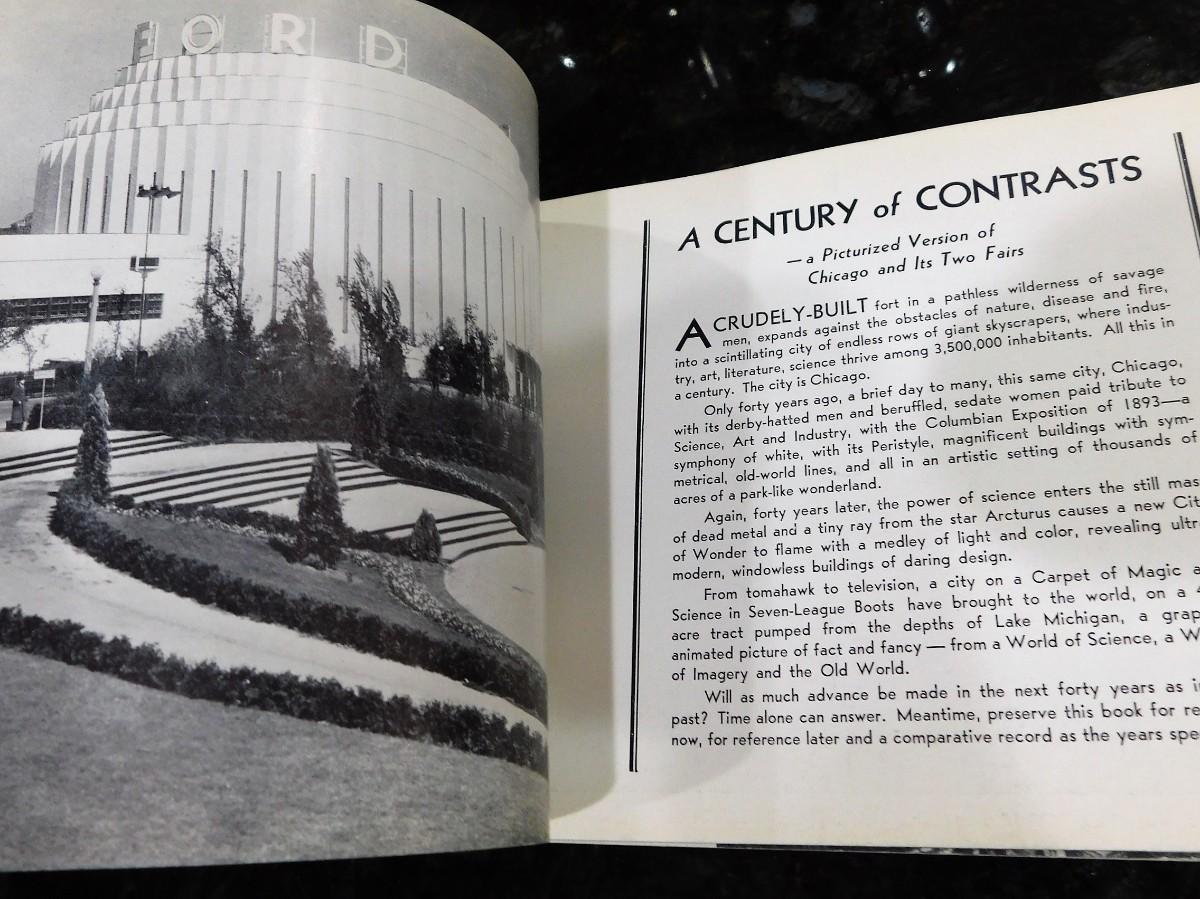 FORD
A CENTURY of CONTRASTS
—a Picturized Version of
Chicago and Its Two Fairs
A CRUDELY-BUILT fort in a pathless wilderness of savage
men, expands against the obstacles of nature, disease and fire,
into a scintillating city of endless rows of giant skyscrapers, where indus-
try, art, literature, science thrive among 3,500,000 inhabitants. All this in
a century. The city is Chicago.
Only forty years ago, a brief day to many, this same city, Chicago,
with its derby-hatted men and beruffled, sedate women paid tribute to
Science, Art and Industry, with the Columbian Exposition of 1893—a
symphony of white, with its Peristyle, magnificent buildings with sym-
metrical, old-world lines, and all in an artistic setting of thousands of
acres of a park-like wonderland.
Again, forty years later, the power of science enters the still mas
of dead metal and a tiny ray from the star Arcturus causes a new Cit
of Wonder to flame with a medley of light and color, revealing ultr
modern, windowless buildings of daring design.
From tomahawk to television, a city on a Carpet of Magic a
Science in Seven-League Boots have brought to the world, on a 4
acre tract pumped from the depths of Lake Michigan, a grap
animated picture of fact and fancy — from a World of Science, a W
of Imagery and the Old World.
Will as much advance be made in the next forty years as i
past? Time alone can answer. Meantime, preserve this book for re
now, for reference later and a comparative record as the years spe